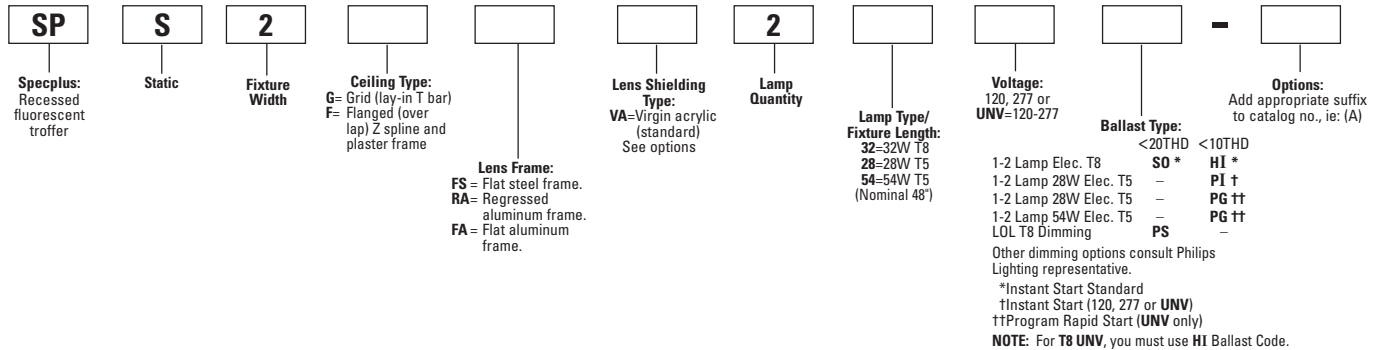 SP
S
2
2
–
Specplus:
Recessed
fluorescent
troffer
Static
Fixture
Width
Ceiling Type:
G= Grid (lay-in T bar)
F= Flanged (over
lap) Z spline and
plaster frame
Lens Frame:
FS = Flat steel frame.
RA= Regressed
aluminum frame.
FA = Flat aluminum
frame.
Lens Shielding
Type:
VA=Virgin acrylic
(standard)
See options
Lamp
Quantity
Lamp Type/
Fixture Length:
32=32W T8
28=28W T5
54=54W T5
(Nominal 48")
Voltage:
120, 277 or
UNV=120-277
Ballast Type:
<20THD <10THD
1-2 Lamp Elec. T8 SO * HI *
1-2 Lamp 28W Elec. T5 – PI †
1-2 Lamp 28W Elec. T5 – PG ††
1-2 Lamp 54W Elec. T5 – PG ††
LOL T8 Dimming PS –
Other dimming options consult Philips
Lighting representative.
*Instant Start Standard
†Instant Start (120, 277 or UNV)
††Program Rapid Start (UNV only)
NOTE: For T8 UNV, you must use HI Ballast Code.
Options:
Add appropriate suffix
to catalog no., ie: (A)